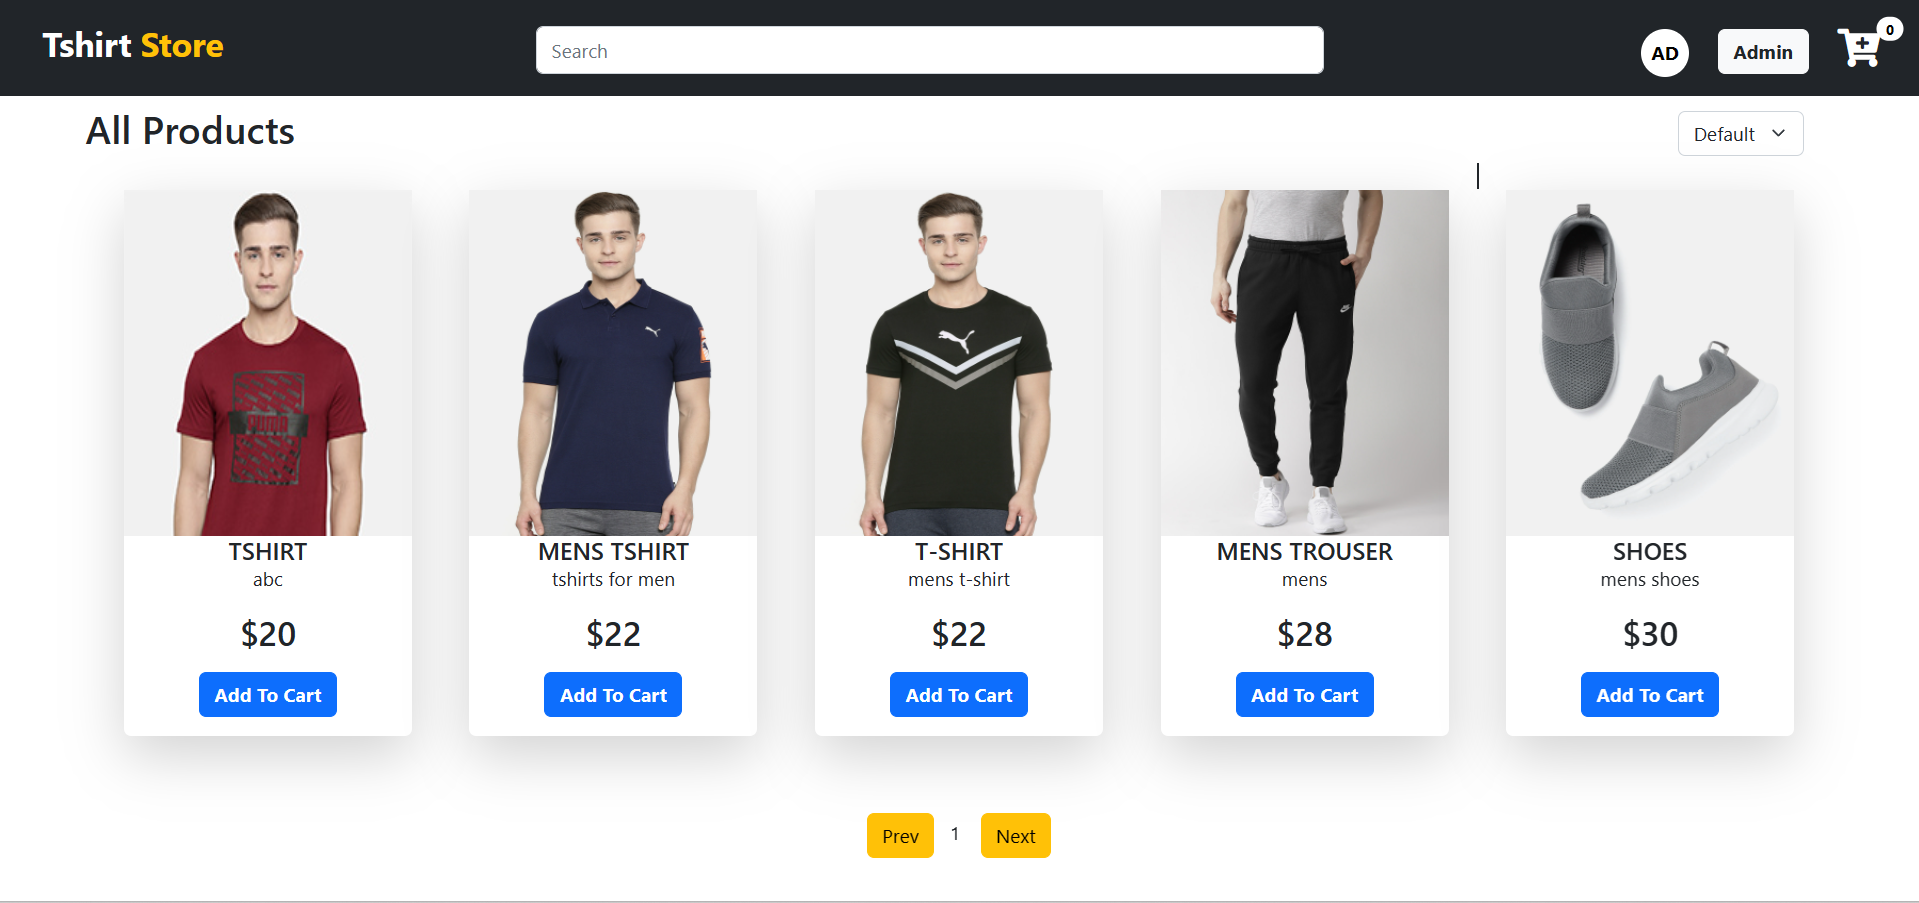 Tshirt Store
Search
AD
Admin
0
All Products
Default
PUMA
TSHIRT
abc
$20
Add To Cart
MENS TSHIRT
tshirts for men
$22
Add To Cart
T-SHIRT
mens t-shirt
$22
Add To Cart
MENS TROUSER
mens
$28
Add To Cart
SHOES
mens shoes
$30
Add To Cart
Prev
1
Next